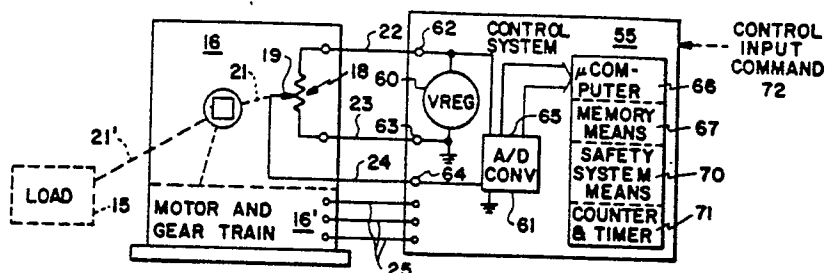 16
19
21
18
22
62
CONTROL
SYSTEM
55
CONTROL
INPUT
COMMAND
72
60
VREG
65
μ COM-
PUTER
66
MEMORY
MEANS
67
23
63
21'
24
64
A/D
CONV
61
SAFETY
SYSTEM
MEANS
70
LOAD
15
MOTOR AND
GEAR TRAIN
16'
25
COUNTER
& TIMER
71